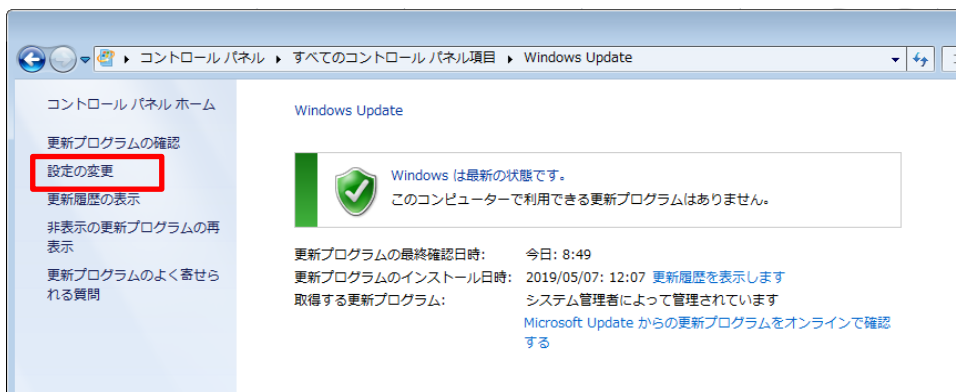 コントロール パネル ▸ すべてのコントロール パネル項目 ▸ Windows Update
コントロール パネル ホーム
更新プログラムの確認
設定の変更
更新履歴の表示
非表示の更新プログラムの再
表示
更新プログラムのよく寄せら
れる質問
Windows Update
Windows は最新の状態です。
このコンピューターで利用できる更新プログラムはありません。
更新プログラムの最終確認日時: 今日: 8:49
更新プログラムのインストール日時: 2019/05/07: 12:07 更新履歴を表示します
取得する更新プログラム: システム管理者によって管理されています
Microsoft Update からの更新プログラムをオンラインで確認
する